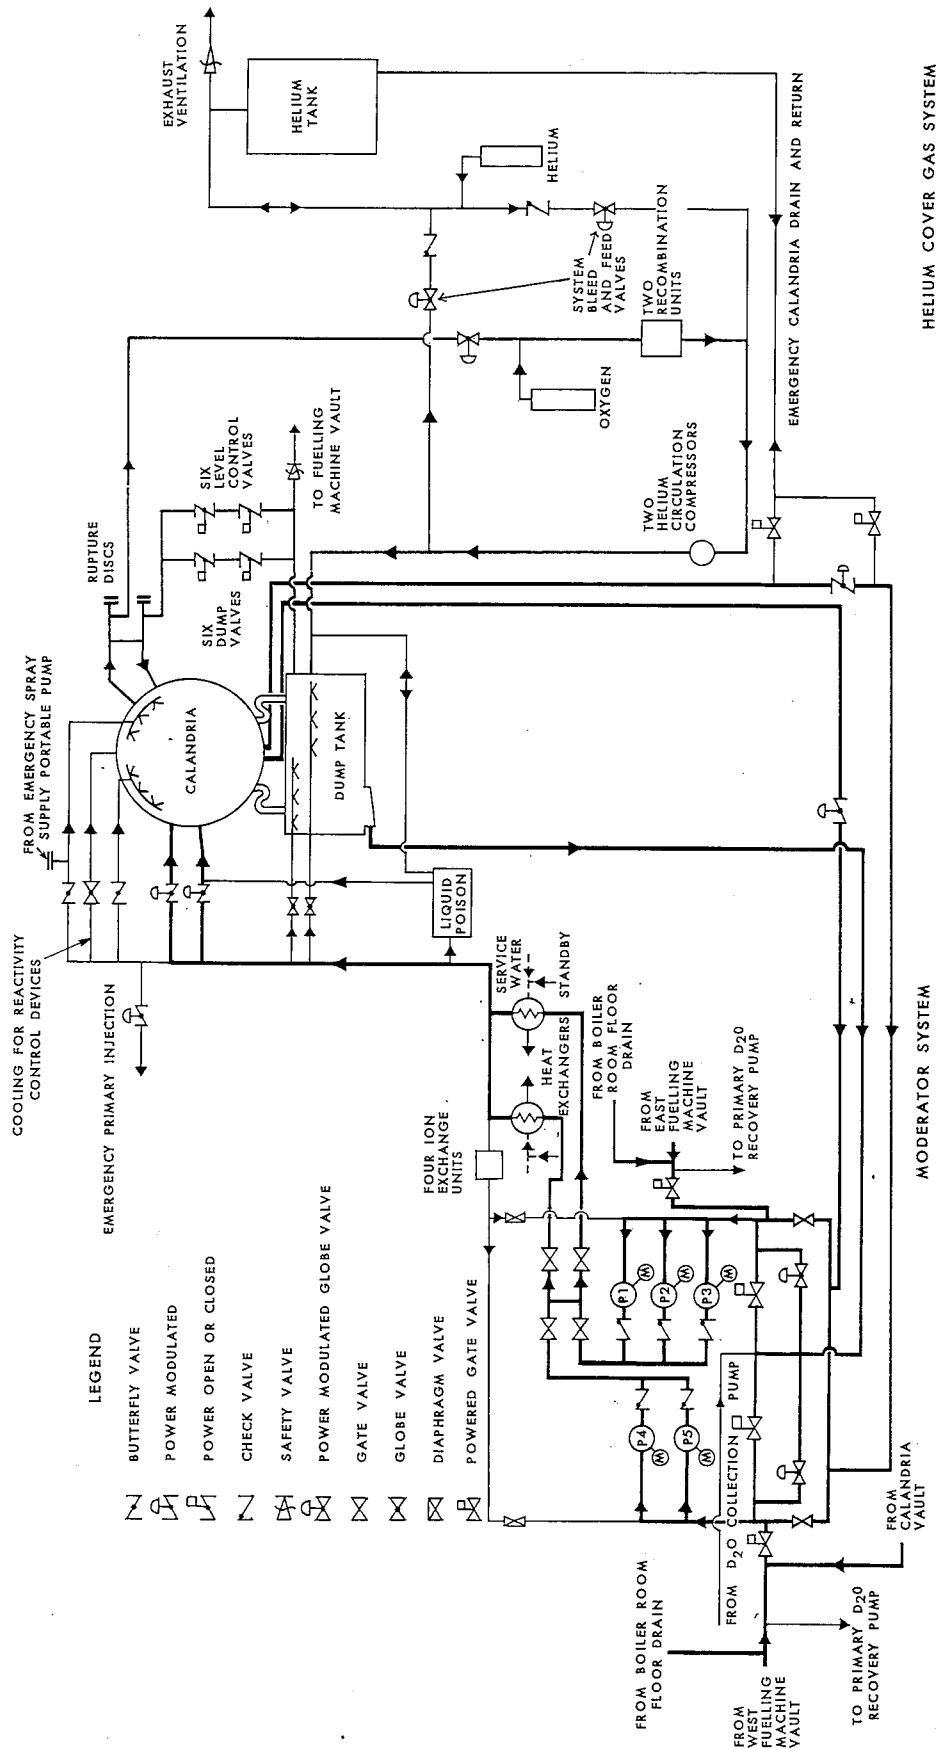 LEGEND
BUTTERFLY VALVE
POWER MODULATED
POWER OPEN OR CLOSED
CHECK VALVE
SAFETY VALVE
POWER MODULATED GLOBE VALVE
GATE VALVE
GLOBE VALVE
DIAPHRAGM VALVE
POWERED GATE VALVE
COOLING FOR REACTIVITY
CONTROL DEVICES
EMERGENCY PRIMARY INJECTION
FROM EMERGENCY SPRAY
SUPPLY PORTABLE PUMP
RUPTURE
DISCS
CALANDRIA
SIX
LEVEL
CONTROL
VALVES
SIX
DUMP
VALVES
TO FUELLING
MACHINE VAULT
DUMP TANK
LIQUID
POISON
EXHAUST
VENTILATION
HELIUM
TANK
HELIUM
SYSTEM
BLEED
AND FEED
VALVES
OXYGEN
TWO
RECOMBINATION
UNITS
TWO
HELIUM
CIRCULATION
COMPRESSORS
EMERGENCY CALANDRIA DRAIN AND RETURN
HELIUM COVER GAS SYSTEM
SERVICE
WATER
STANDBY
HEAT
EXCHANGERS
FOUR ION
EXCHANGE
UNITS
FROM BOILER
ROOM FLOOR
DRAIN
FROM
EAST
FUELLING
MACHINE
VAULT
TO PRIMARY D2O
RECOVERY PUMP
P1
M
P2
M
P3
M
P4
M
P5
M
FROM D2O COLLECTION PUMP
FROM BOILER ROOM
FLOOR DRAIN
FROM
WEST
FUELLING
MACHINE
VAULT
TO PRIMARY D2O
RECOVERY PUMP
FROM
CALANDRIA
VAULT
MODERATOR SYSTEM